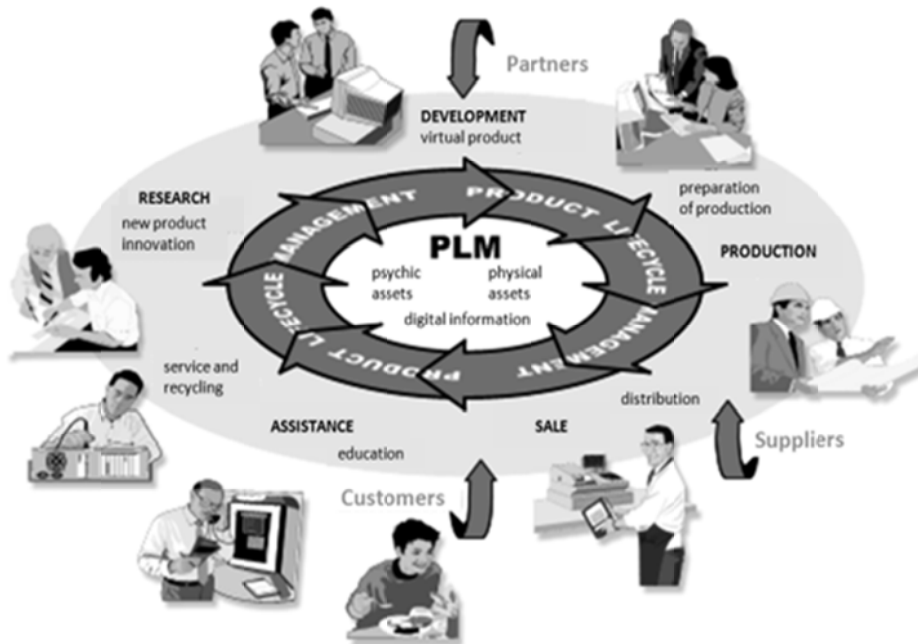 Partners
DEVELOPMENT
virtual product
RESEARCH
new product
innovation
preparation
of production
PRODUCTION
PRODUCT LIFECYCLE MANAGEMENT
PRODUCT LIFECYCLE MANAGEMENT
PLM
psychic
assets
physical
assets
digital information
service and
recycling
ASSISTANCE
education
SALE
distribution
Suppliers
Customers